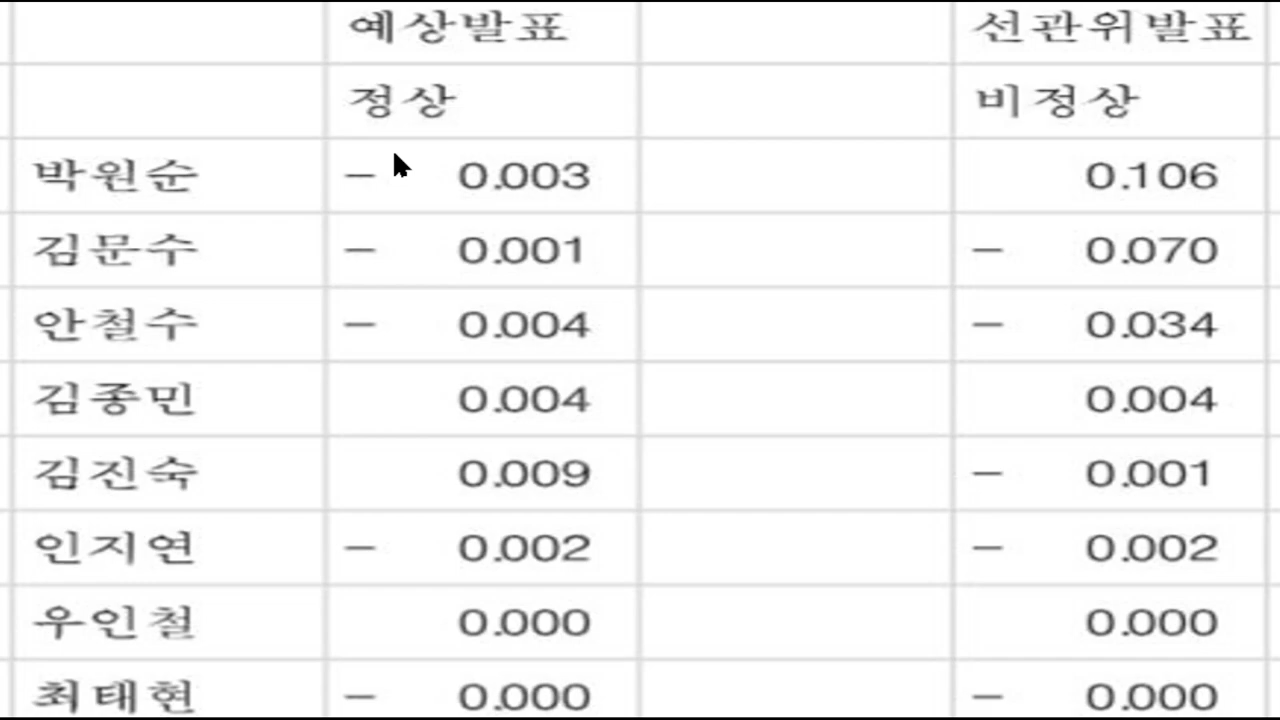 예상발표 선관위발표
정상 비정상
박원순 - 0.003 0.106
김문수 - 0.001 - 0.070
안철수 - 0.004 - 0.034
김종민 0.004 0.004
김진숙 0.009 - 0.001
인지연 - 0.002 - 0.002
우인철 0.000 0.000
최태현 - 0.000 - 0.000